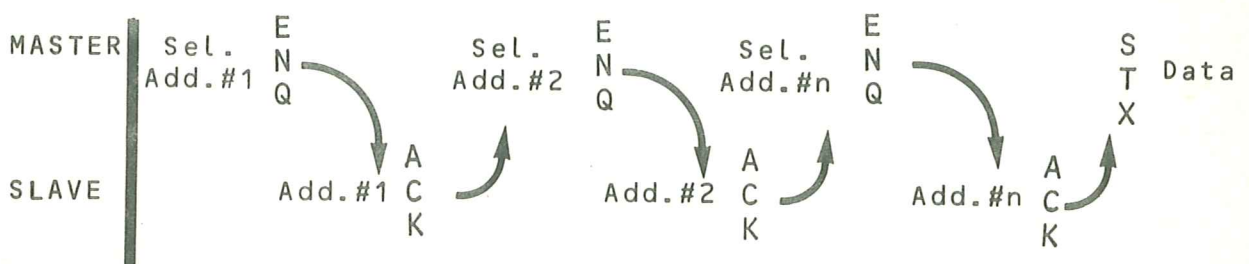 MASTER Sel. Add.#1 ENQ Sel. Add.#2 ENQ Sel. Add.#n ENQ STX Data
SLAVE Add.#1 ACK Add.#2 ACK Add.#n ACK